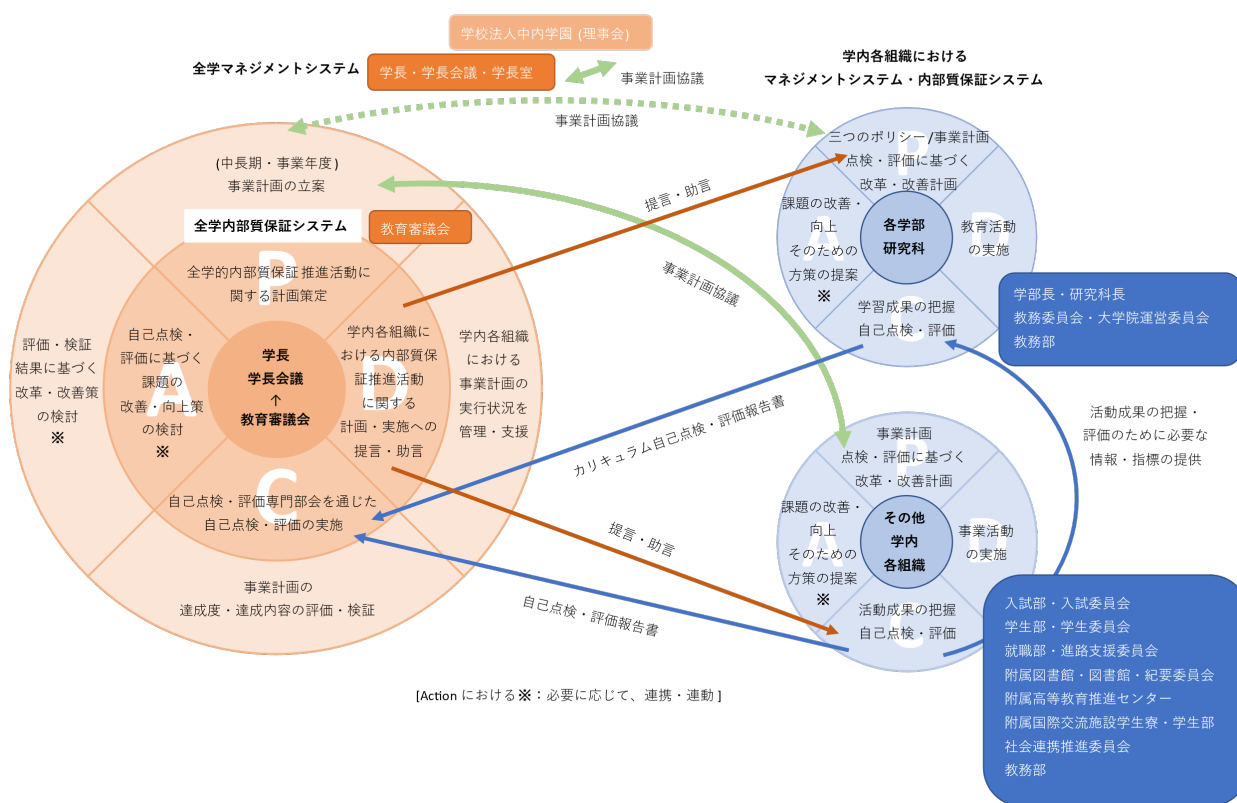 学校法人中内学園 (理事会)
全学マネジメントシステム
学長・学長会議・学長室
事業計画協議
事業計画協議
学内各組織における
マネジメントシステム・内部質保証システム
(中長期・事業年度)
事業計画の立案
全学内部質保証システム
教育審議会
P
全学的内部質保証 推進活動に
関する計画策定
評価・検証
結果に基づく
改革・改善策
の検討
※
A
自己点検・
評価に基づく
課題の
改善・向上策
の検討
※
学長
学長会議
↑
教育審議会
D
学内各組織に
おける内部質保
証推進活動
に関する
計画・実施への
提言・助言
学内各組織
における
事業計画の
実行状況を
管理・支援
C
自己点検・評価専門部会を通じた
自己点検・評価の実施
事業計画の
達成度・達成内容の評価・検証
提言・助言
事業計画協議
カリキュラム自己点検・評価報告書
提言・助言
自己点検・評価報告書
P
三つのポリシー/事業計画
点検・評価に基づく
改革・改善計画
A
課題の改善・
向上
そのための
方策の提案
※
各学部
研究科
D
教育活動
の実施
C
学習成果の把握
自己点検・評価
学部長・研究科長
教務委員会・大学院運営委員会
教務部
活動成果の把握・
評価のために必要な
情報・指標の提供
P
事業計画
点検・評価に基づく
改革・改善計画
A
課題の改善・
向上
そのための
方策の提案
※
その他
学内
各組織
D
事業活動
の実施
C
活動成果の把握
自己点検・評価
入試部・入試委員会
学生部・学生委員会
就職部・進路支援委員会
附属図書館・図書館・紀要委員会
附属高等教育推進センター
附属国際交流施設学生寮・学生部
社会連携推進委員会
教務部
[Action における※：必要に応じて、連携・連動 ]